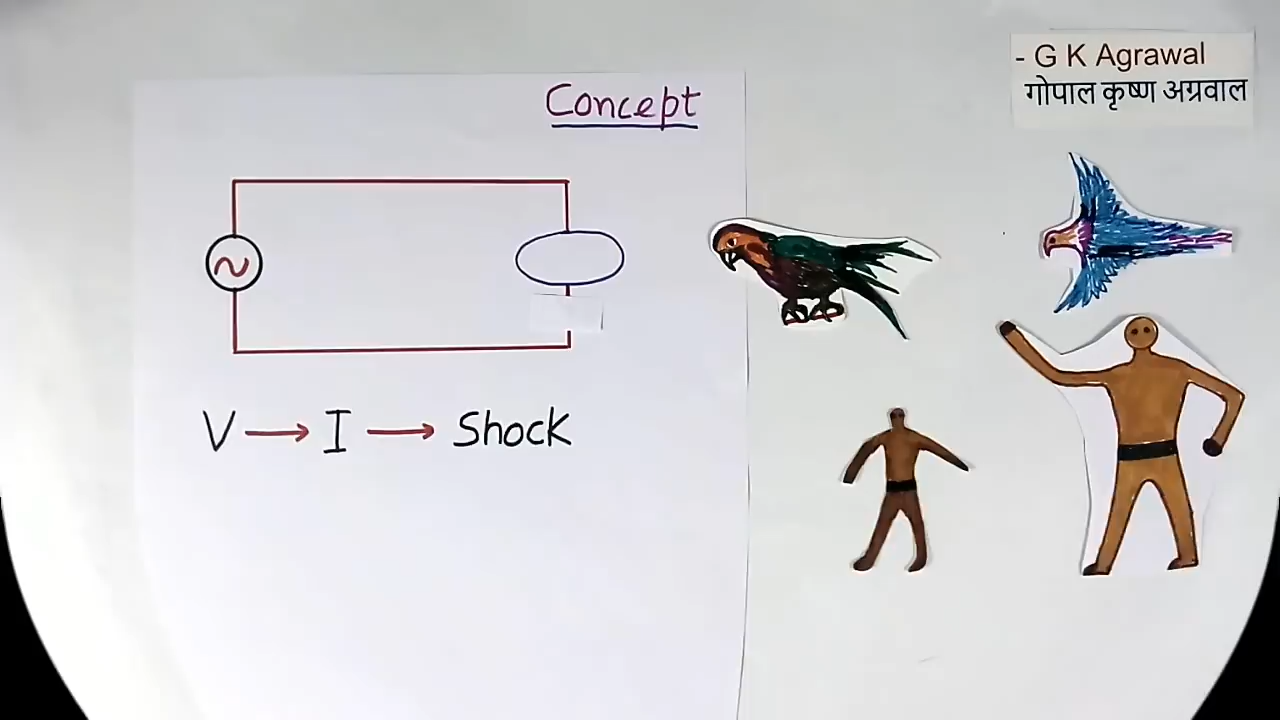 Concept
- G K Agrawal
गोपाल कृष्ण अग्रवाल
V → I → Shock